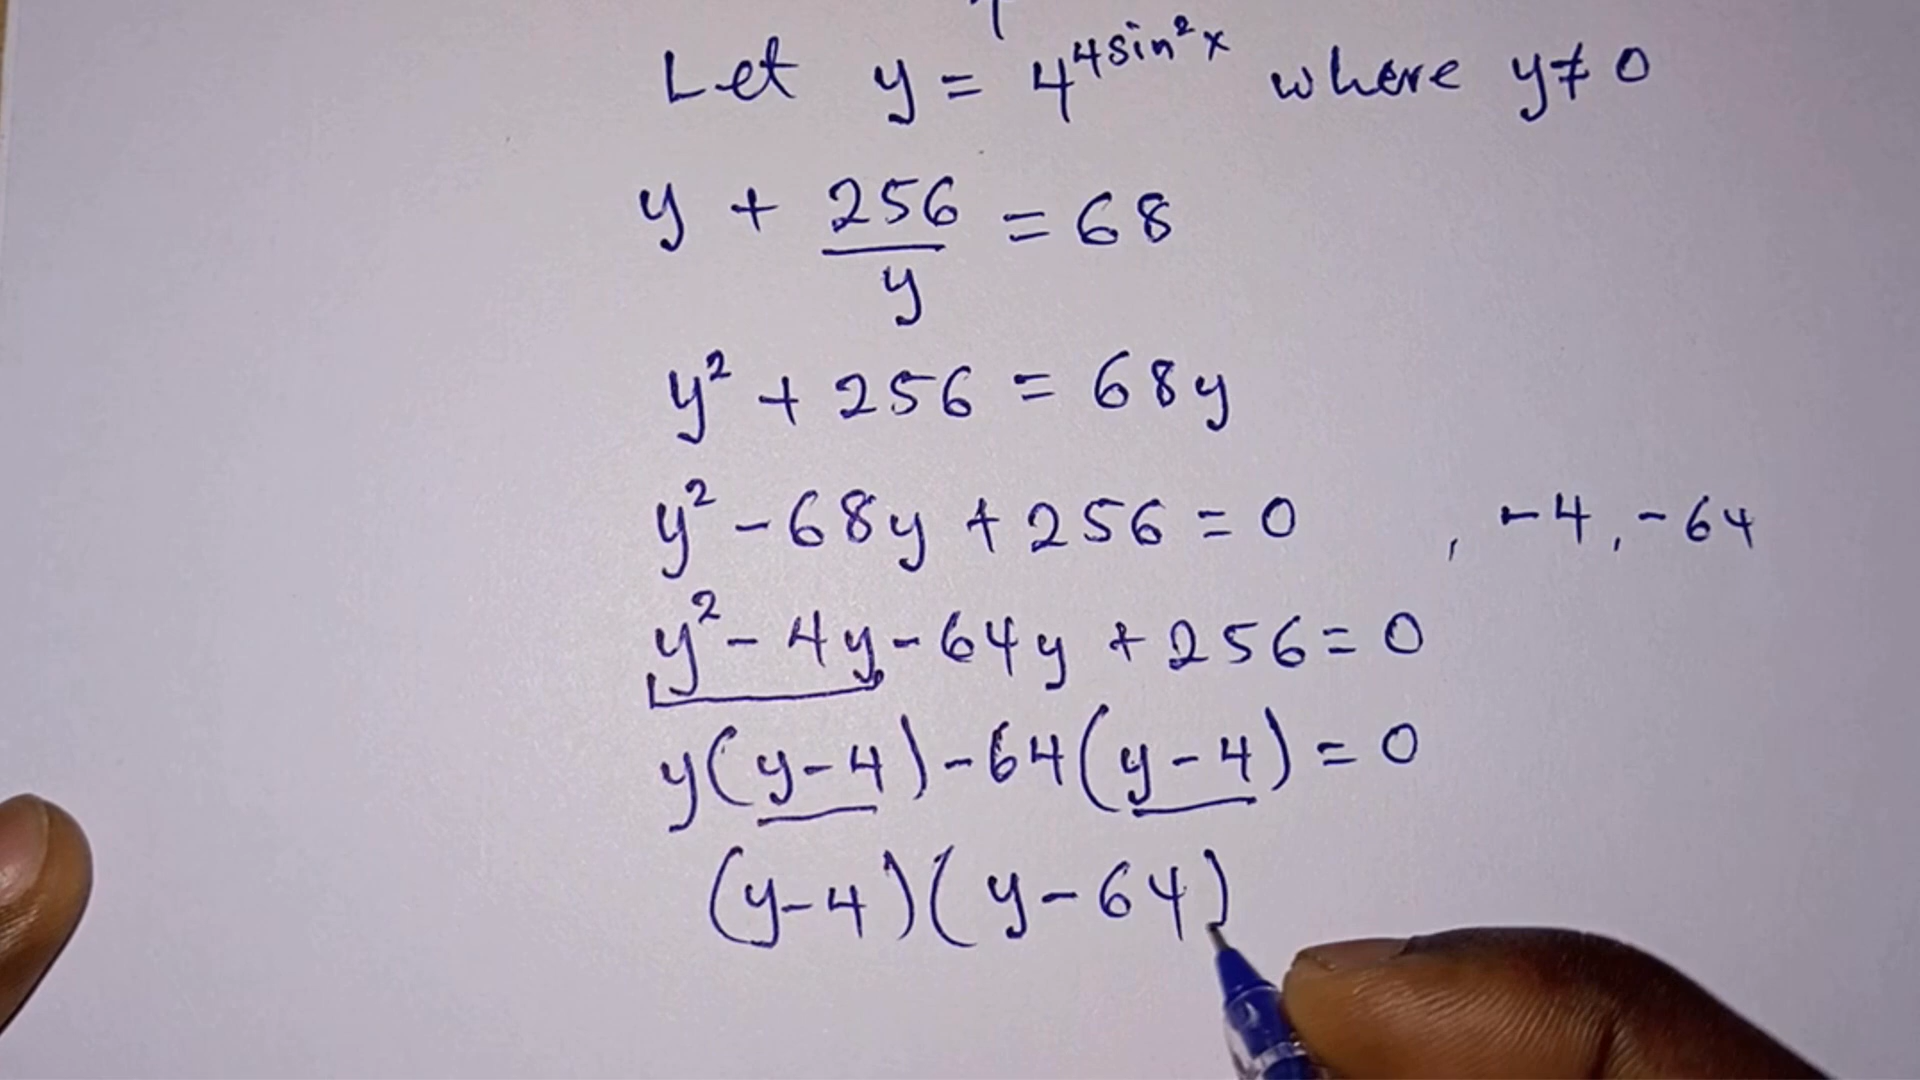 Let y = 4^{4sin²x} where y ≠ 0
y + 256/y = 68
y² + 256 = 68y
y² - 68y + 256 = 0 , -4, -64
y² - 4y - 64y + 256 = 0
y(y-4) - 64(y-4) = 0
(y-4)(y-64)